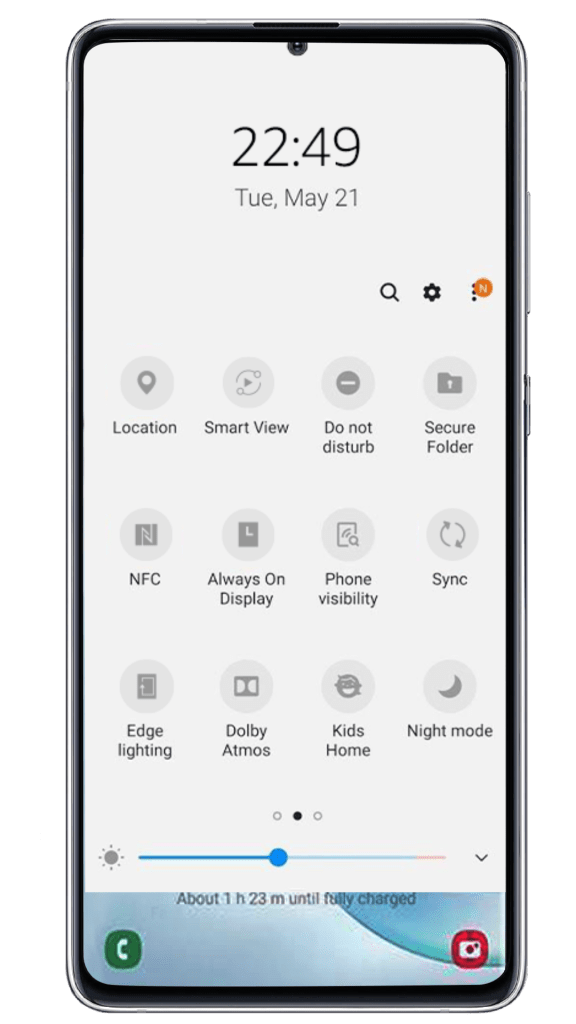 22:49
Tue, May 21
N
Location Smart View Do not disturb Secure Folder
NFC Always On Display Phone visibility Sync
Edge lighting Dolby Atmos Kids Home Night mode
About 1 h 23 m until fully charged